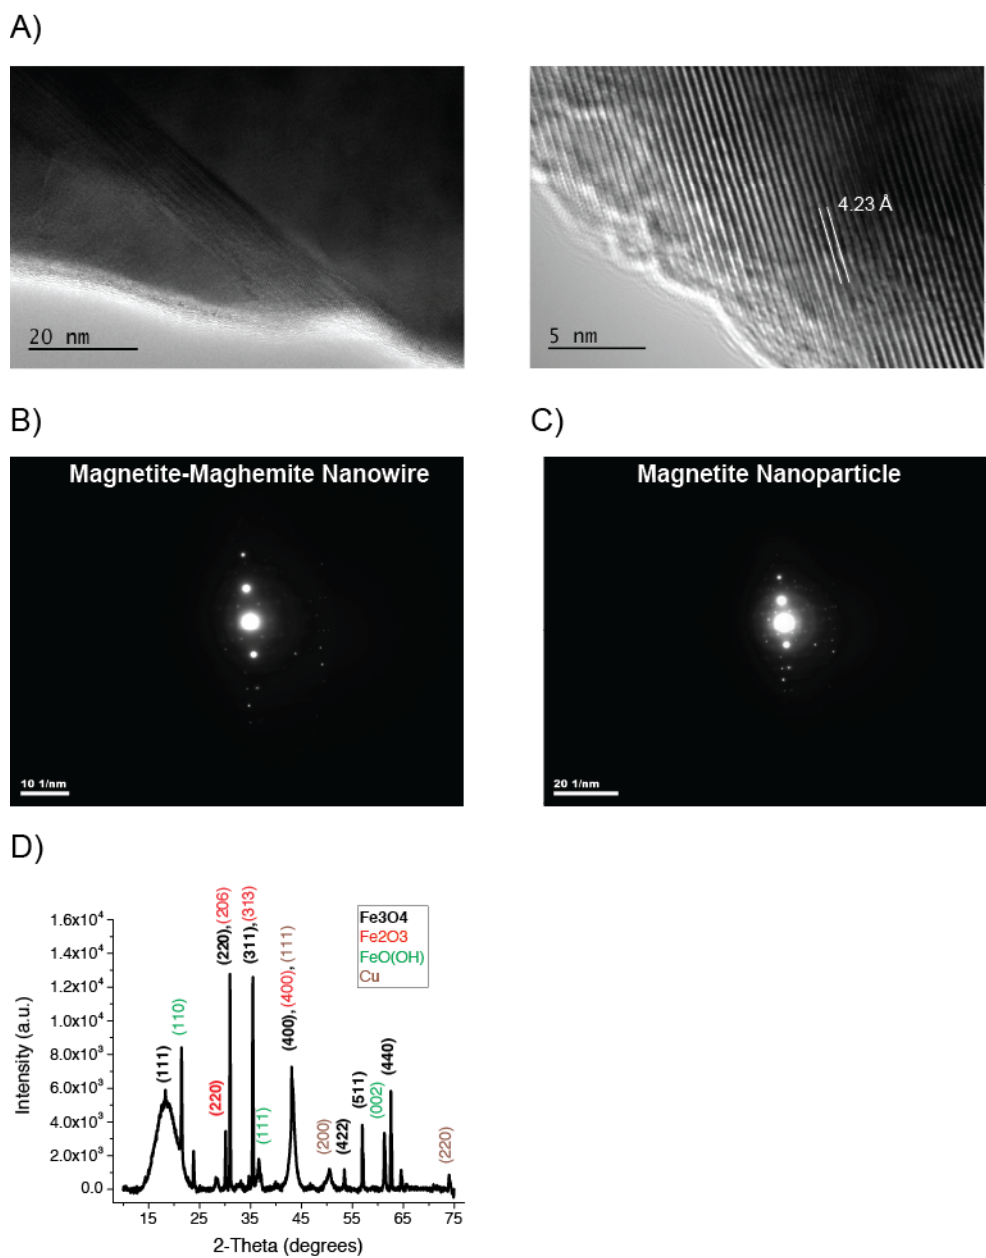 A)
20 nm
4.23 Å
5 nm
B)
C)
Magnetite-Maghemite Nanowire
10 1/nm
Magnetite Nanoparticle
20 1/nm
D)
Intensity (a.u.)
1.6x10⁴
1.4x10⁴
1.2x10⁴
1.0x10⁴
8.0x10³
6.0x10³
4.0x10³
2.0x10³
0.0
(111)
(110)
(220)
(220),(206)
(311),(313)
(111)
(400), (400), (111)
(200)
(422)
(511)
(002)
(440)
(220)
Fe3O4
Fe2O3
FeO(OH)
Cu
15 25 35 45 55 65 75
2-Theta (degrees)